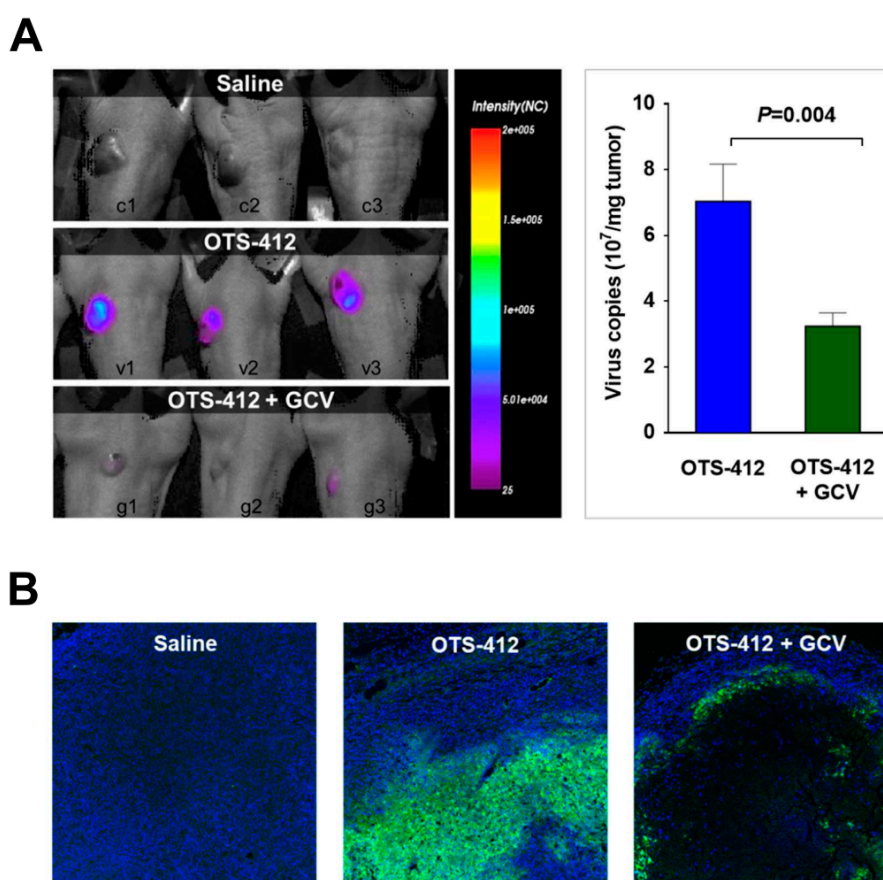 A
Saline
c1 c2 c3
OTS-412
v1 v2 v3
OTS-412 + GCV
g1 g2 g3
Intensity(NC)
2e+005
1.5e+005
1e+005
5.01e+004
25
Virus copies (10⁷/mg tumor)
10
8
6
4
2
0
P=0.004
OTS-412
OTS-412
+ GCV
B
Saline
OTS-412
OTS-412 + GCV